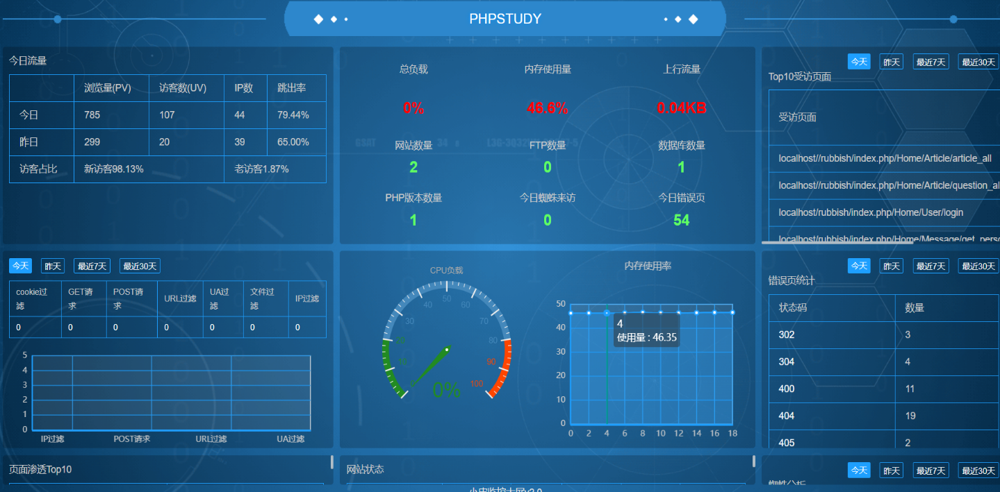 PHPSTUDY
今日流量
浏览量(PV) 访客数(UV) IP数 跳出率
今日 785 107 44 79.44%
昨日 299 20 39 65.00%
访客占比 新访客98.13% 老访客1.87%
总负载 内存使用量 上行流量
0% 46.6% 0.04KB
网站数量 FTP数量 数据库数量
2 0 1
PHP版本数量 今日蜘蛛来访 今日错误页
1 0 54
今天 昨天 最近7天 最近30天
Top10受访页面
受访页面
localhost//rubbish/index.php/Home/Article/article_all
localhost//rubbish/index.php/Home/Article/question_al
localhost/rubbish/index.php/Home/User/login
localhost/rubbish/index.php/Home/Message/get_perso
今天 昨天 最近7天 最近30天
cookie过滤 GET请求 POST请求 URL过滤 UA过滤 文件过滤 IP过滤
0 0 0 0 0 0 0
5
4
3
2
1
0
IP过滤 POST请求 URL过滤 UA过滤
CPU负载
0 10 20 30 40 50 60 70 80 90 100
0%
内存使用率
50
40
30
20
10
0
4
使用量 : 46.35
0 2 4 6 8 10 12 14 16 18
今天 昨天 最近7天 最近30天
错误页统计
状态码 数量
302 3
304 4
400 11
404 19
405 2
页面渗透Top10
网站状态
今天 昨天 最近7天 最近30天
蜘蛛分析
小皮监控大网v2.0